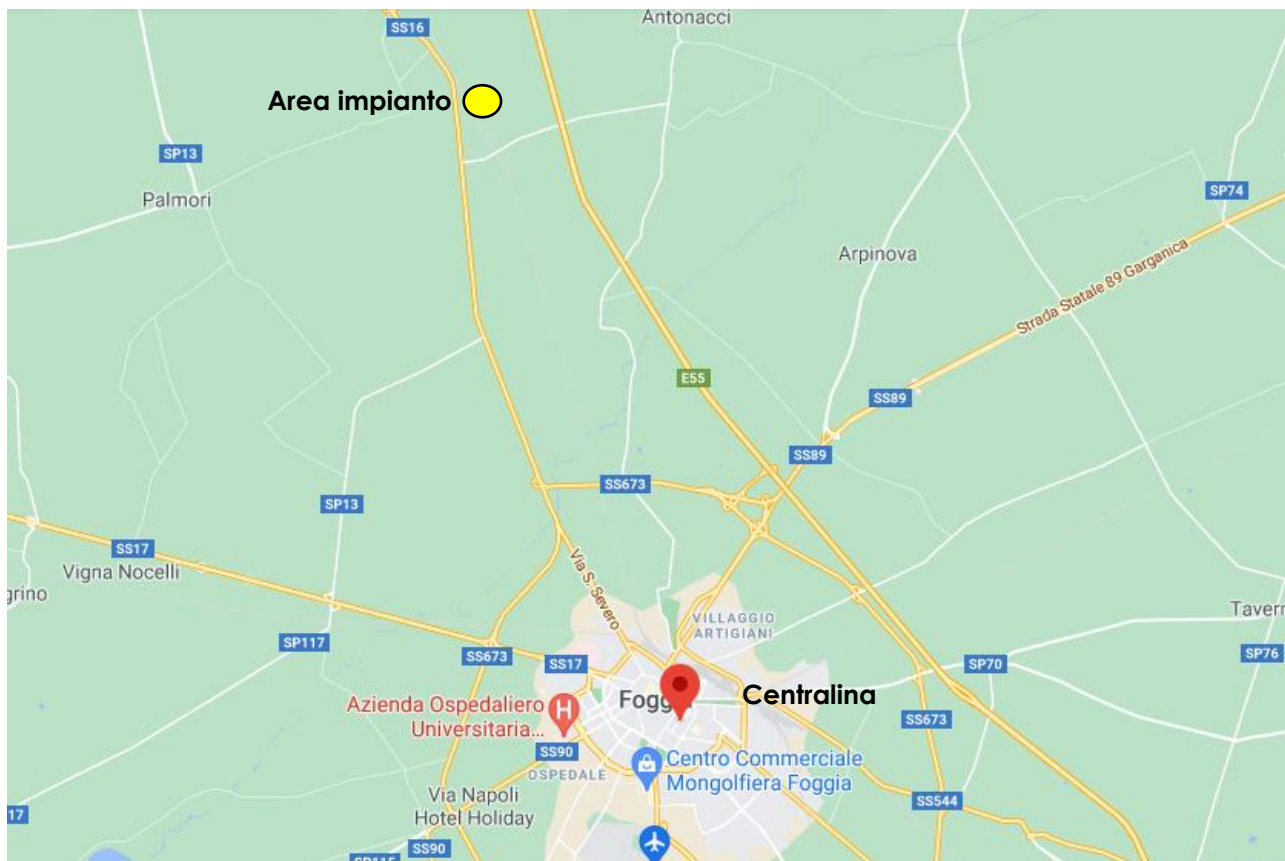 Antonacci
SS16
Area impianto
SP13
Palmori
SP74
Arpinova
Strada Statale 89 Garganica
E55
SS89
SS89
SS673
SP13
SS17
Vigna Nocelli
grino
Via S. Severo
VILLAGGIO
ARTIGIANI
Tavern
SP117
SS673
SS17
SP70
SP76
Azienda Ospedaliero
Universitaria...
H
Foggia
Centralina
SS673
SS90
OSPEDALE
Centro Commerciale
Mongolfiera Foggia
Via Napoli
Hotel Holiday
SS544
17
SS90
SP115